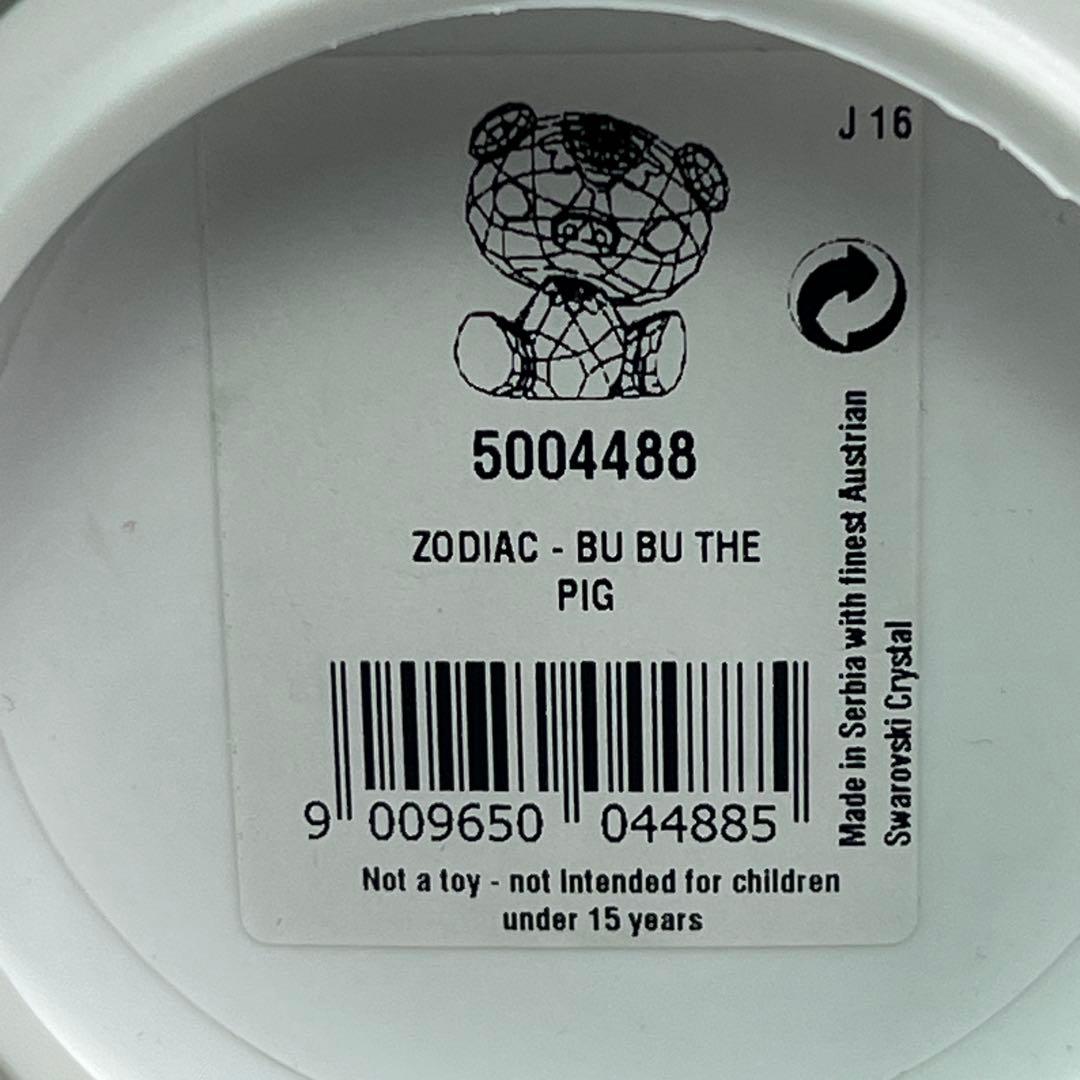 J 16
5004488
ZODIAC - BU BU THE
PIG
Made in Serbia with finest Austrian
Swarovski Crystal
9 009650 044885
Not a toy - not Intended for children
under 15 years